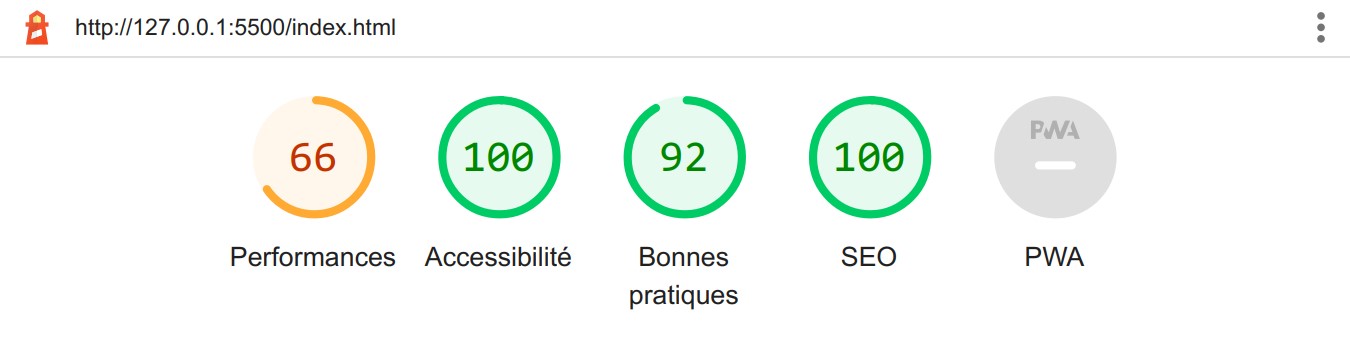 http://127.0.0.1:5500/index.html
66
100
92
100
PWA
Performances
Accessibilité
Bonnes
pratiques
SEO
PWA